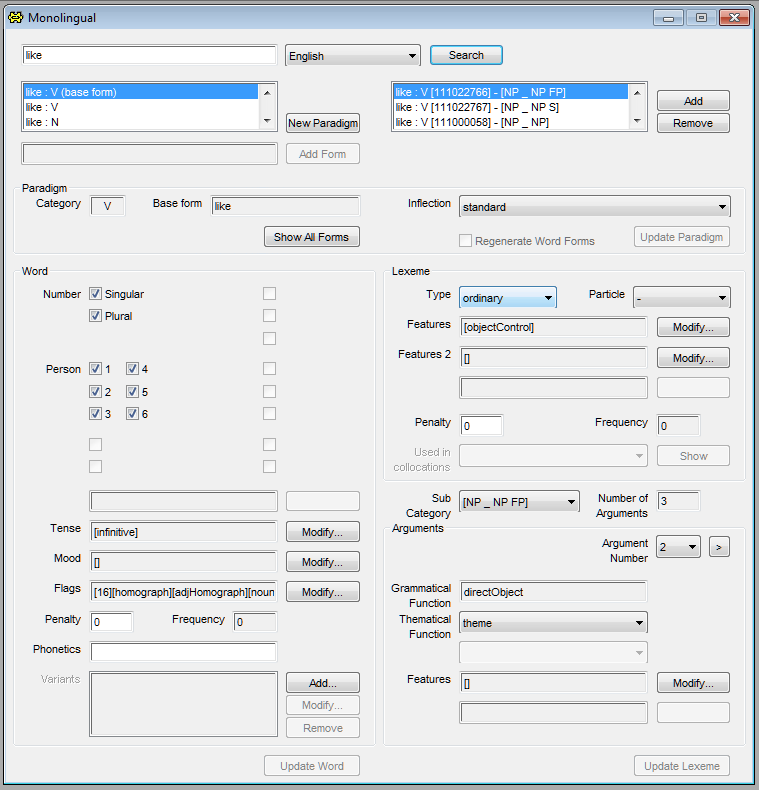 Monolingual
like English Search
like : V (base form)
like : V
like : N
New Paradigm
like : V [111022766] - [NP _ NP FP]
like : V [111022767] - [NP _ NP S]
like : V [111000058] - [NP _ NP]
Add
Remove
Add Form
Paradigm
Category V Base form like Inflection standard
Show All Forms Regenerate Word Forms Update Paradigm
Word
Number Singular
Plural
Person 1 4
2 5
3 6
Tense [infinitive] Modify...
Mood [] Modify...
Flags [16][homograph][adjHomograph][noun Modify...
Penalty 0 Frequency 0
Phonetics
Variants Add...
Modify...
Remove
Update Word
Lexeme
Type ordinary Particle -
Features [objectControl] Modify...
Features 2 [] Modify...
Penalty 0 Frequency 0
Used in
collocations
Show
Sub
Category
[NP _ NP FP]
Number of
Arguments
3
Arguments
Argument
Number
2 >
Grammatical
Function
directObject
Thematical
Function
theme
Features [] Modify...
Update Lexeme